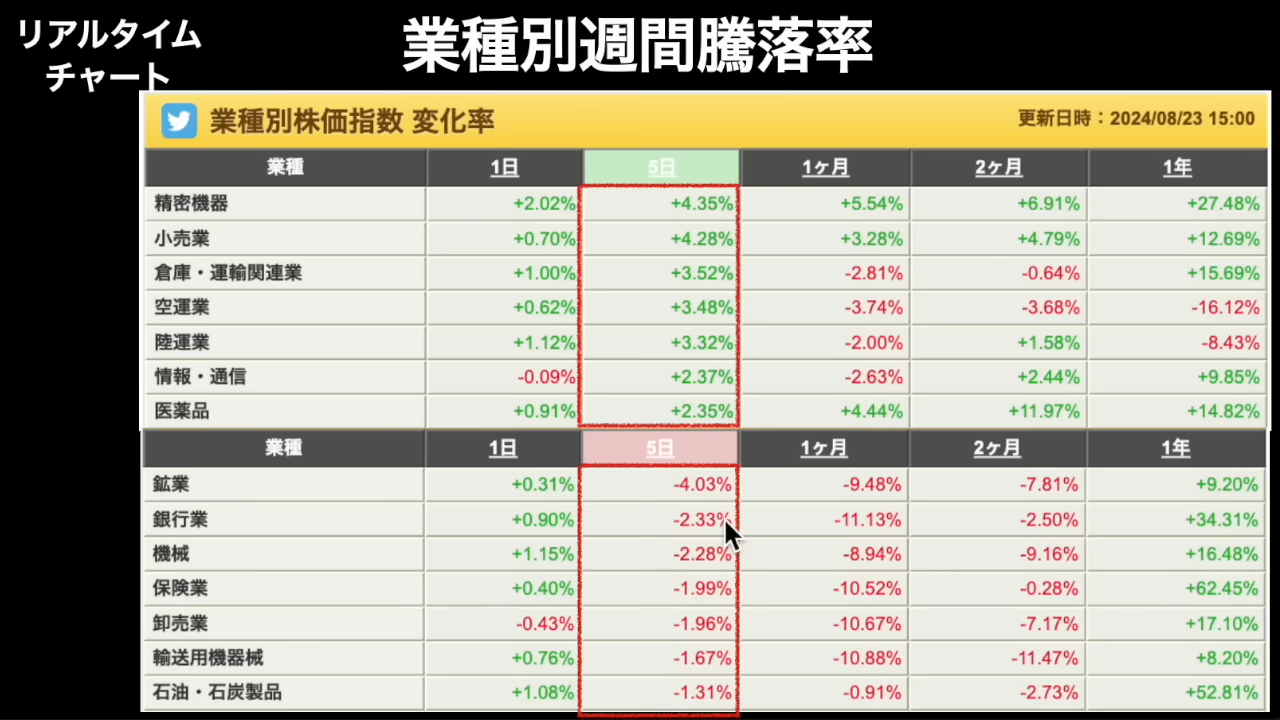 リアルタイム
チャート
業種別週間騰落率
業種別株価指数 変化率 更新日時：2024/08/23 15:00
業種 1日 5日 1ヶ月 2ヶ月 1年
精密機器 +2.02% +4.35% +5.54% +6.91% +27.48%
小売業 +0.70% +4.28% +3.28% +4.79% +12.69%
倉庫・運輸関連業 +1.00% +3.52% -2.81% -0.64% +15.69%
空運業 +0.62% +3.48% -3.74% -3.68% -16.12%
陸運業 +1.12% +3.32% -2.00% +1.58% -8.43%
情報・通信 -0.09% +2.37% -2.63% +2.44% +9.85%
医薬品 +0.91% +2.35% +4.44% +11.97% +14.82%
業種 1日 5日 1ヶ月 2ヶ月 1年
鉱業 +0.31% -4.03% -9.48% -7.81% +9.20%
銀行業 +0.90% -2.33% -11.13% -2.50% +34.31%
機械 +1.15% -2.28% -8.94% -9.16% +16.48%
保険業 +0.40% -1.99% -10.52% -0.28% +62.45%
卸売業 -0.43% -1.96% -10.67% -7.17% +17.10%
輸送用機器械 +0.76% -1.67% -10.88% -11.47% +8.20%
石油・石炭製品 +1.08% -1.31% -0.91% -2.73% +52.81%